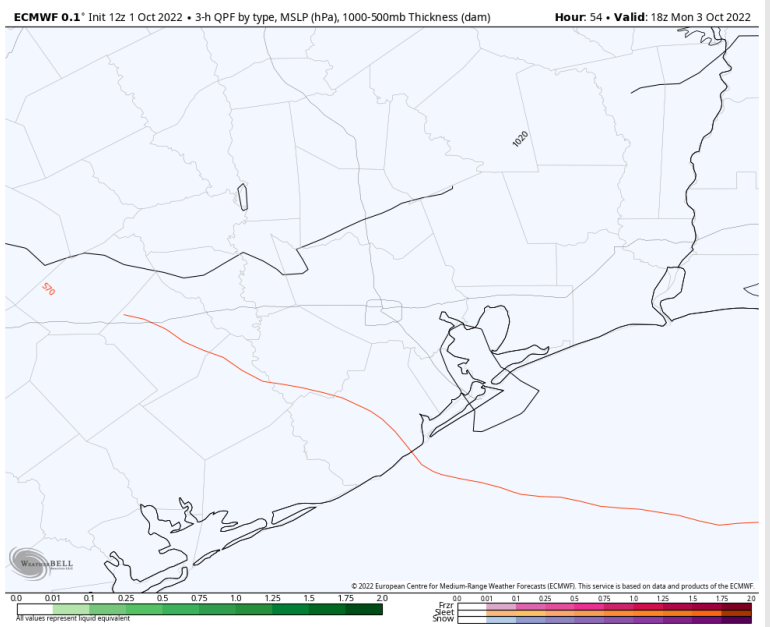 ECMWF 0.1° Init 12z 1 Oct 2022 • 3-h QPF by type, MSLP (hPa), 1000-500mb Thickness (dam)
Hour: 54 • Valid: 18z Mon 3 Oct 2022
1020
570
WEATHERBELL
© 2022 European Centre for Medium-Range Weather Forecasts (ECMWF). This service is based on data and products of the ECMWF.
0.0 0.01 0.1 0.25 0.5 0.75 1.0 1.25 1.5 1.75 2.0
All values represent liquid equivalent
0.0 0.01 0.1 0.25 0.5 0.75 1.0 1.25 1.5 1.75 2.0
Frzr
Sleet
Snow